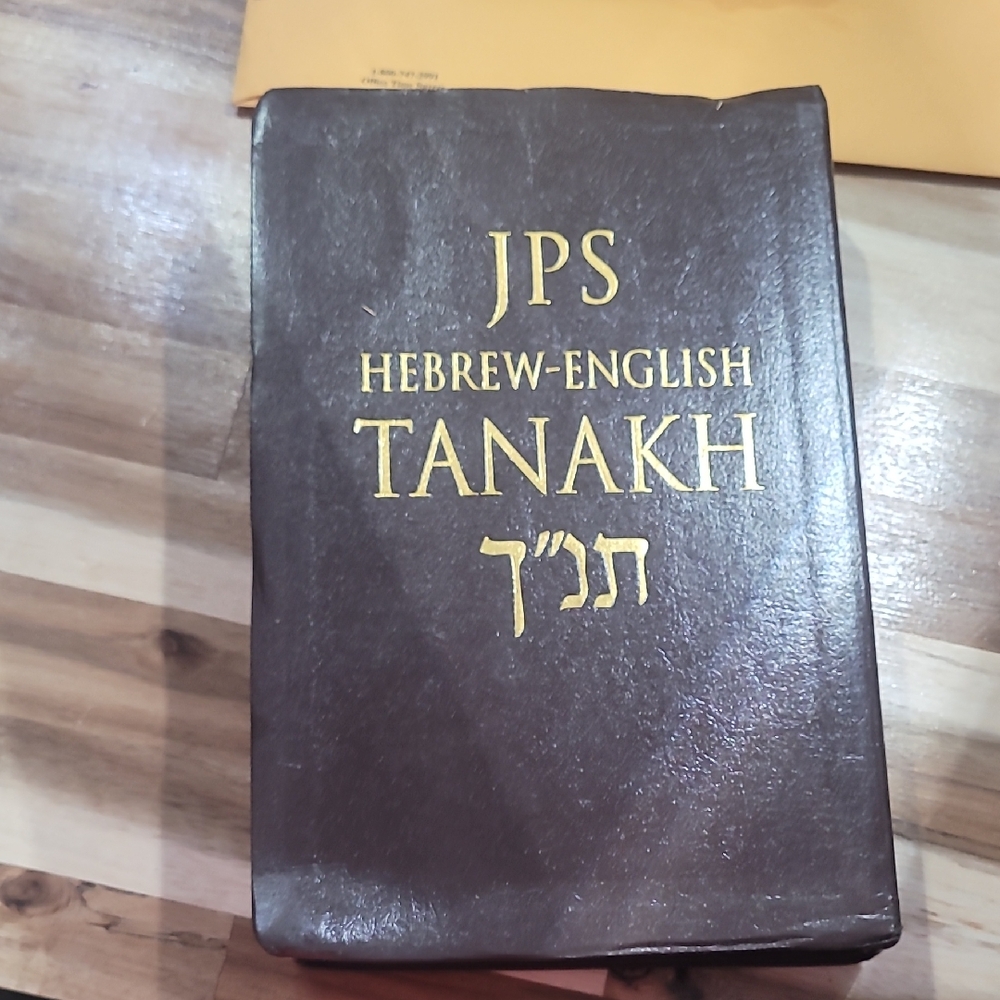 JPS
HEBREW-ENGLISH
TANAKH
תנ״ך